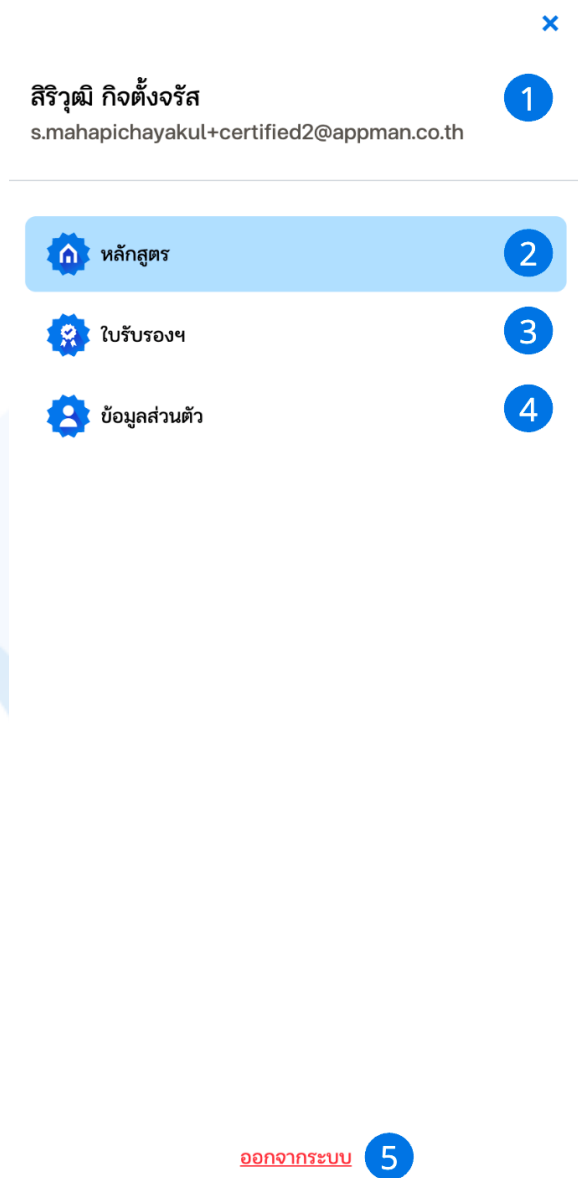 ×
สิริวุฒิ กิจตั้งจรัส 1
s.mahapichayakul+certified2@appman.co.th
หลักสูตร 2
ใบรับรองฯ 3
ข้อมูลส่วนตัว 4
ออกจากระบบ 5